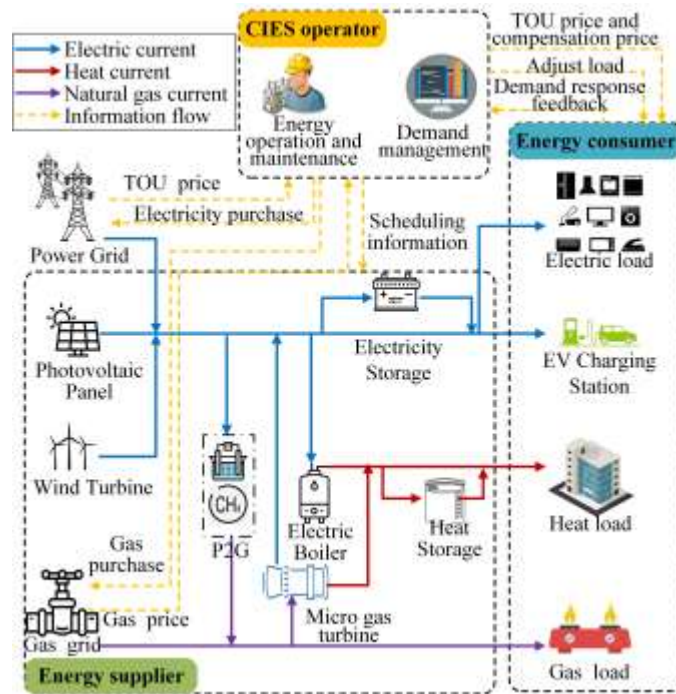 Electric current
Heat current
Natural gas current
Information flow
CIES operator
Energy
operation and
maintenance
Demand
management
TOU price and
compensation price
Adjust load
Demand response
feedback
Energy consumer
TOU price
Electricity purchase
Power Grid
Scheduling
information
Electric load
Photovoltaic
Panel
Electricity
Storage
EV Charging
Station
Wind Turbine
CH₄
P2G
Electric
Boiler
Heat
Storage
Heat load
Gas
purchase
Gas price
Gas grid
Micro gas
turbine
Gas load
Energy supplier